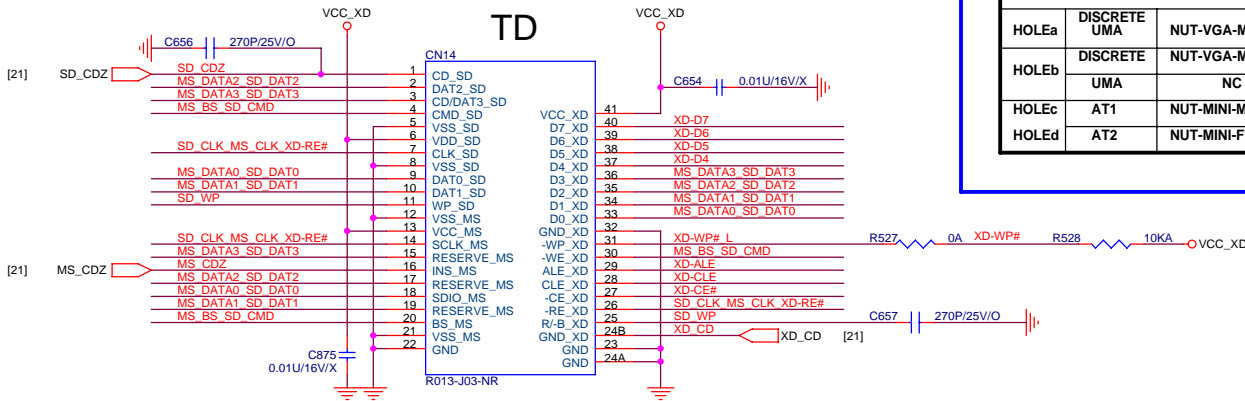 VCC_XD
TD
VCC_XD
C656
270P/25V/O
CN14
[21]
SD_CDZ
SD_CDZ
1
CD_SD
MS_DATA2_SD_DAT2
2
DAT2_SD
MS_DATA3_SD_DAT3
3
CD/DAT3_SD
MS_BS_SD_CMD
4
CMD_SD
5
VSS_SD
6
VDD_SD
SD_CLK_MS_CLK_XD-RE#
7
CLK_SD
8
VSS_SD
MS_DATA0_SD_DAT0
9
DAT0_SD
MS_DATA1_SD_DAT1
10
DAT1_SD
SD_WP
11
WP_SD
12
VSS_MS
13
VCC_MS
SD_CLK_MS_CLK_XD-RE#
14
SCLK_MS
MS_DATA3_SD_DAT3
15
RESERVE_MS
[21]
MS_CDZ
MS_CDZ
16
INS_MS
MS_DATA2_SD_DAT2
17
RESERVE_MS
MS_DATA0_SD_DAT0
18
SDIO_MS
MS_DATA1_SD_DAT1
19
RESERVE_MS
MS_BS_SD_CMD
20
BS_MS
21
VSS_MS
22
GND
C875
0.01U/16V/X
R013-J03-NR
C654
0.01U/16V/X
VCC_XD
41
D7_XD
40
XD-D7
D6_XD
39
XD-D6
D5_XD
38
XD-D5
D4_XD
37
XD-D4
D3_XD
36
MS_DATA3_SD_DAT3
D2_XD
35
MS_DATA2_SD_DAT2
D1_XD
34
MS_DATA1_SD_DAT1
D0_XD
33
MS_DATA0_SD_DAT0
GND_XD
32
-WP_XD
31
XD-WP#_L
R527
0A
XD-WP#
R528
10KA
VCC_XD
-WE_XD
30
MS_BS_SD_CMD
ALE_XD
29
XD-ALE
CLE_XD
28
XD-CLE
-CE_XD
27
XD-CE#
-RE_XD
26
SD_CLK_MS_CLK_XD-RE#
R/-B_XD
25
SD_WP
C657
270P/25V/O
GND_XD
24B
XD_CD
XD_CD
[21]
GND
23
GND
24A
HOLEa
DISCRETE
UMA
NUT-VGA-M
HOLEb
DISCRETE
NUT-VGA-M
UMA
NC
HOLEc
AT1
NUT-MINI-M
HOLEd
AT2
NUT-MINI-F